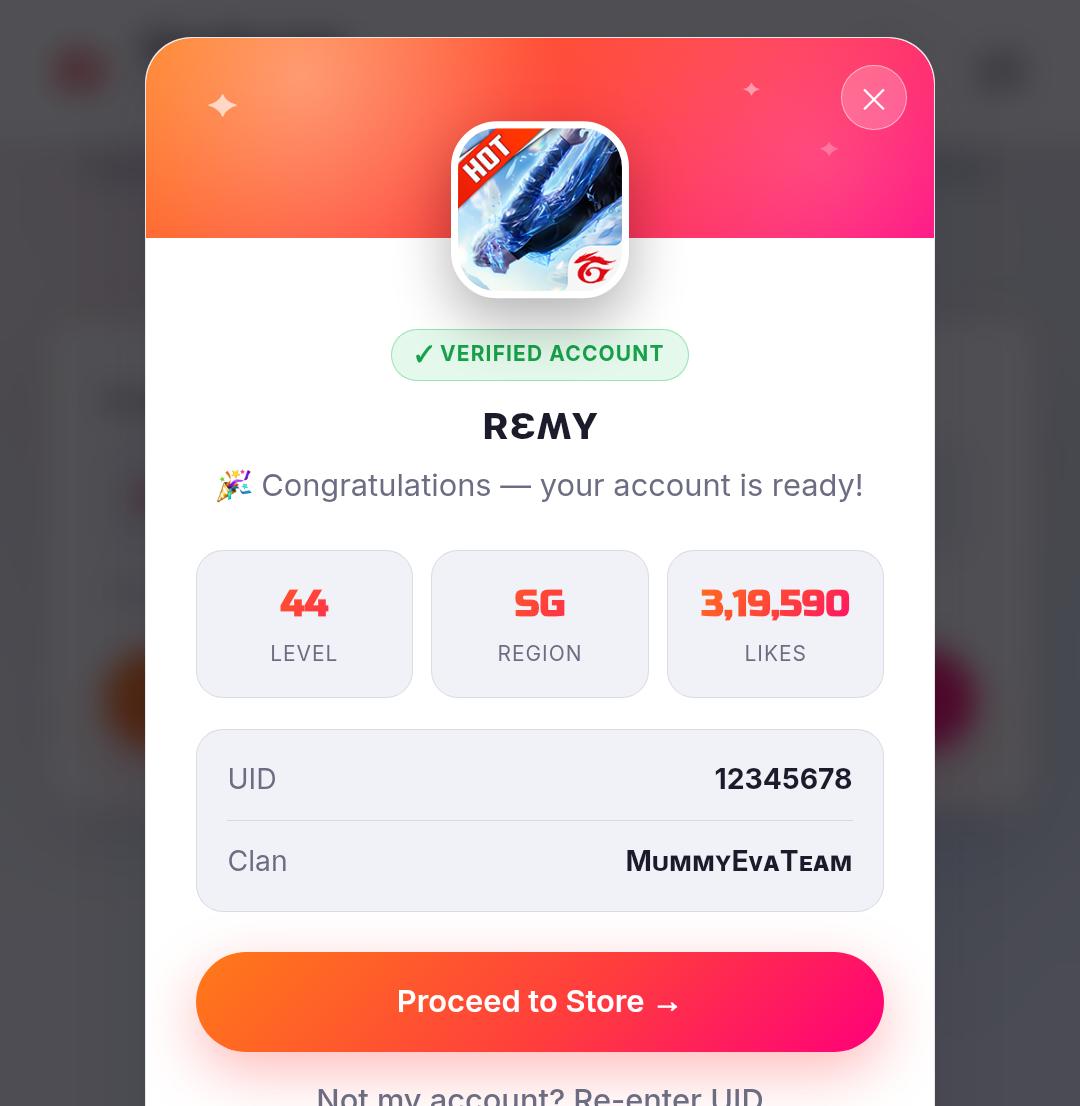 HOT
✓ VERIFIED ACCOUNT
RƐMY
🎉 Congratulations — your account is ready!
44
LEVEL
SG
REGION
3,19,590
LIKES
UID
12345678
Clan
MᴜᴍᴍʏEᴠᴀTᴇᴀᴍ
Proceed to Store →
Not my account? Re-enter UID